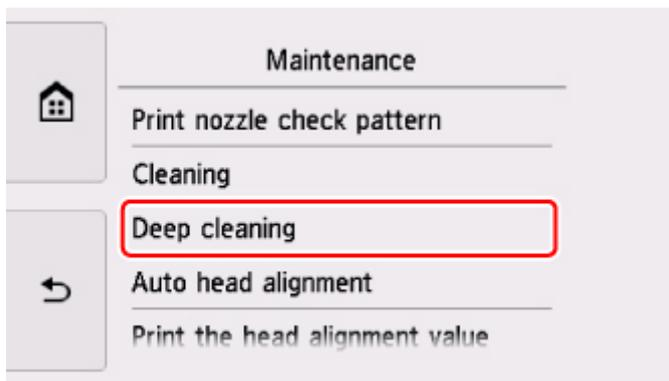 Maintenance
Print nozzle check pattern
Cleaning
Deep cleaning
Auto head alignment
Print the head alignment value